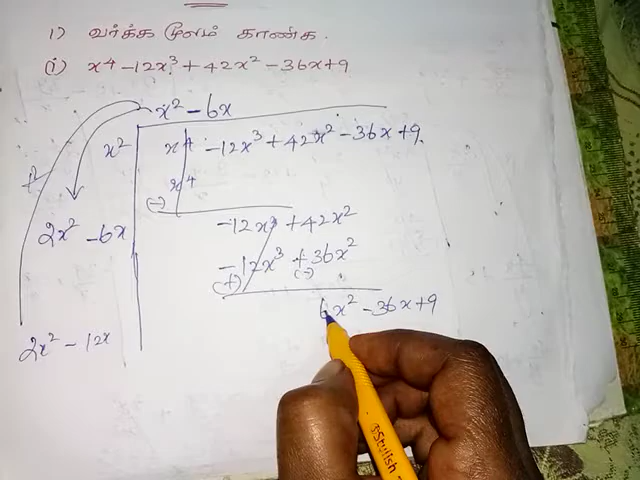 1) வர்க்க மூலம் காண்க.
(i) x⁴ -12x³ + 42x² - 36x + 9
x² - 6x
x² x⁴ -12x³ + 42x² - 36x + 9
x⁴
(-)
2x² - 6x -12x³ + 42x²
-12x³ + 36x²
(+) (-)
6x² - 36x + 9
2x² - 12x
Stylish